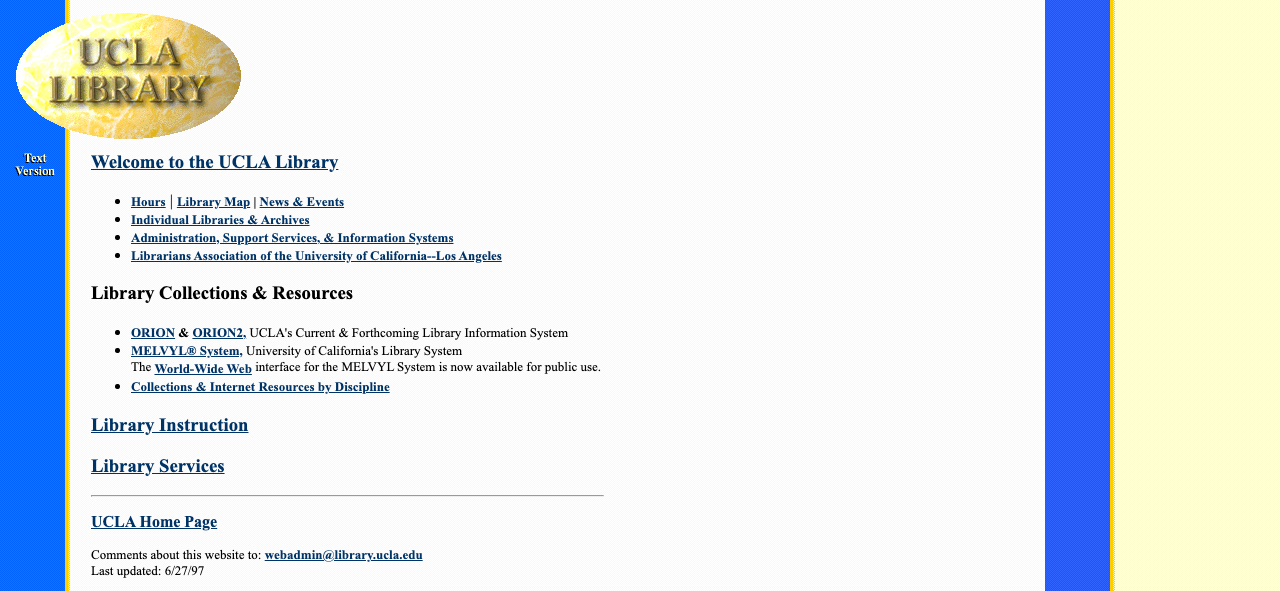 UCLA
LIBRARY
Text
Version
Welcome to the UCLA Library
Hours | Library Map | News & Events
Individual Libraries & Archives
Administration, Support Services, & Information Systems
Librarians Association of the University of California--Los Angeles
Library Collections & Resources
ORION & ORION2, UCLA's Current & Forthcoming Library Information System
MELVYL® System, University of California's Library System
The World-Wide Web interface for the MELVYL System is now available for public use.
Collections & Internet Resources by Discipline
Library Instruction
Library Services
UCLA Home Page
Comments about this website to: webadmin@library.ucla.edu
Last updated: 6/27/97